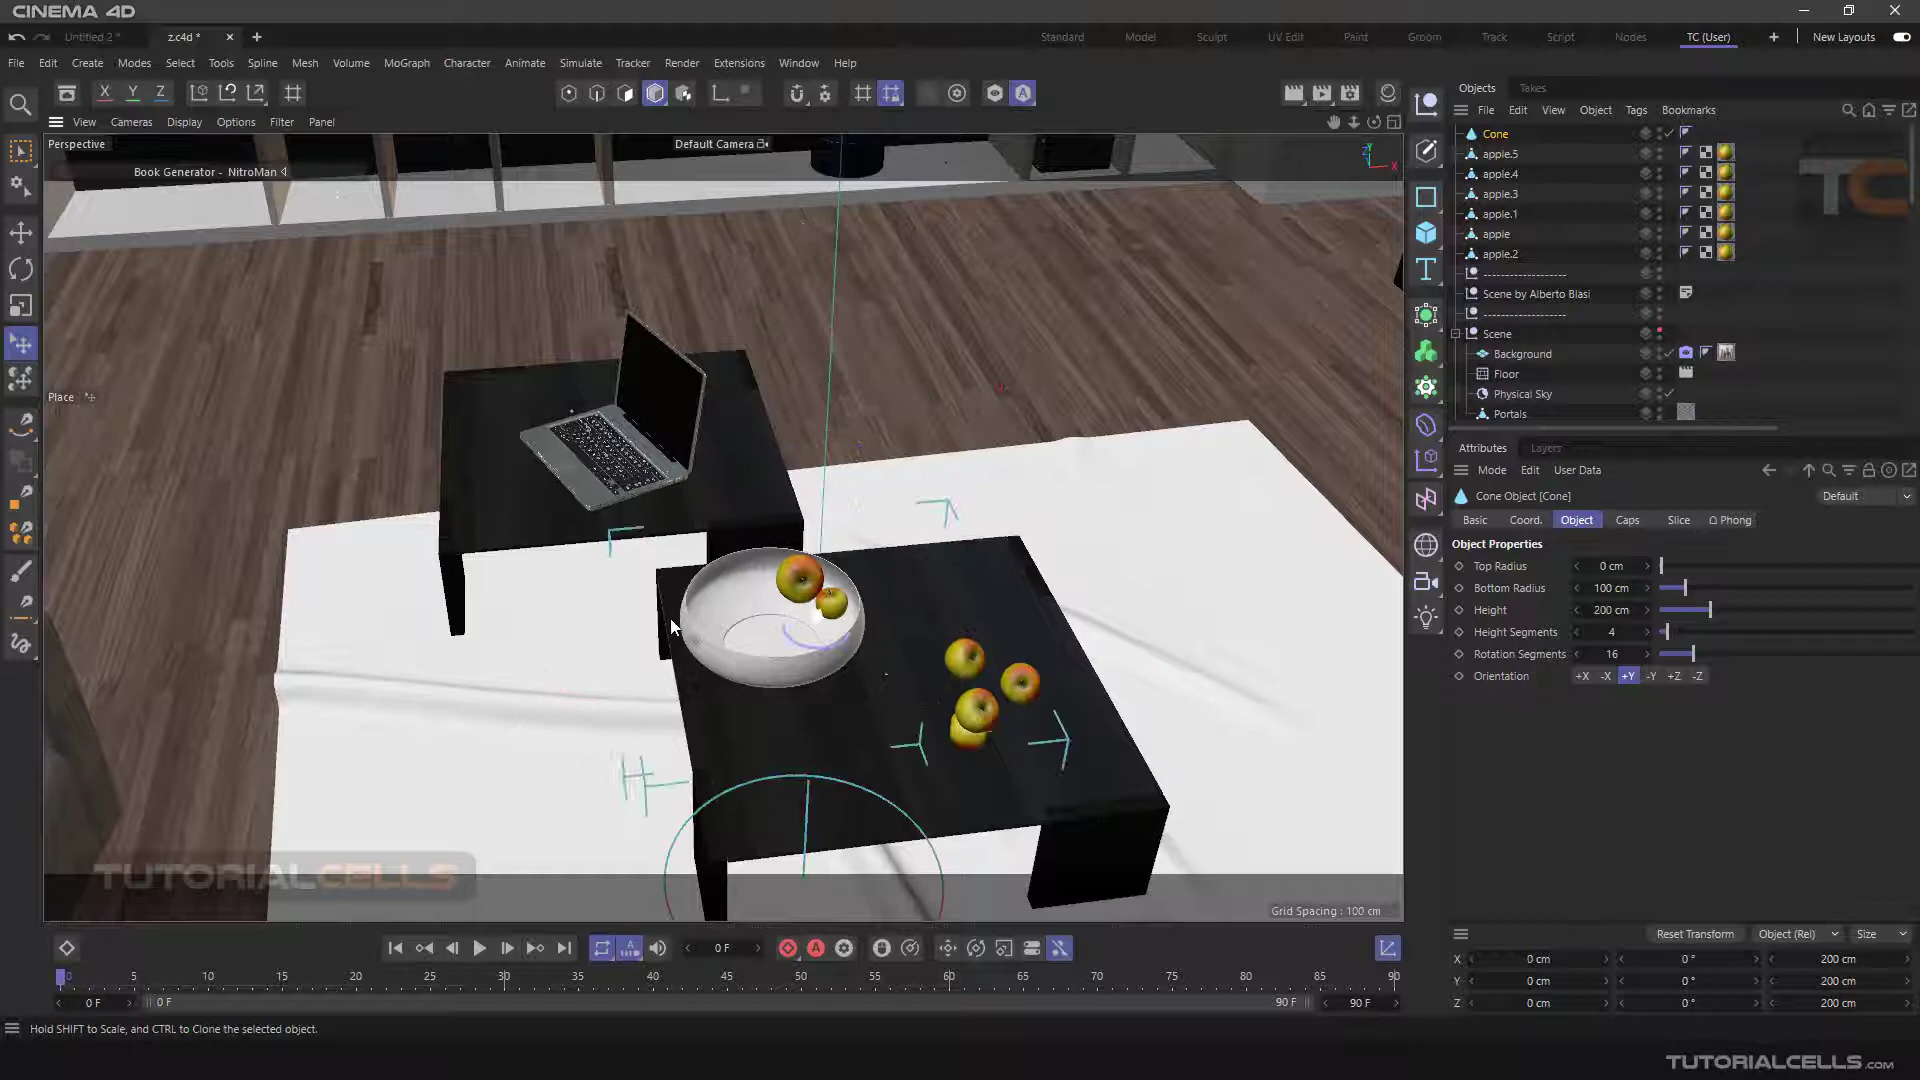 CINEMA 4D
Untitled 2 *
z.c4d *
Standard
Model
Sculpt
UV Edit
Paint
Groom
Track
Script
Nodes
TC (User)
New Layouts
File
Edit
Create
Modes
Select
Tools
Spline
Mesh
Volume
MoGraph
Character
Animate
Simulate
Tracker
Render
Extensions
Window
Help
X
Y
Z
View
Cameras
Display
Options
Filter
Panel
Perspective
Default Camera
Book Generator - NitroMan
Place
TUTORIALCELLS
Grid Spacing : 100 cm
Objects
Takes
File
Edit
View
Object
Tags
Bookmarks
Cone
apple.5
apple.4
apple.3
apple.1
apple
apple.2
-------------------
Scene by Alberto Blasi
-------------------
Scene
Background
Floor
Physical Sky
Portals
TC
Attributes
Layers
Mode
Edit
User Data
Cone Object [Cone]
Default
Basic
Coord.
Object
Caps
Slice
Phong
Object Properties
Top Radius
0 cm
Bottom Radius
100 cm
Height
200 cm
Height Segments
4
Rotation Segments
16
Orientation
+X
-X
+Y
-Y
+Z
-Z
Reset Transform
Object (Rel)
Size
X
0 cm
0 °
200 cm
Y
0 cm
0 °
200 cm
Z
0 cm
0 °
200 cm
0 F
0
5
10
15
20
25
30
35
40
45
50
55
60
65
70
75
80
85
90
0 F
0 F
90 F
90 F
Hold SHIFT to Scale, and CTRL to Clone the selected object.
TUTORIALCELLS.com